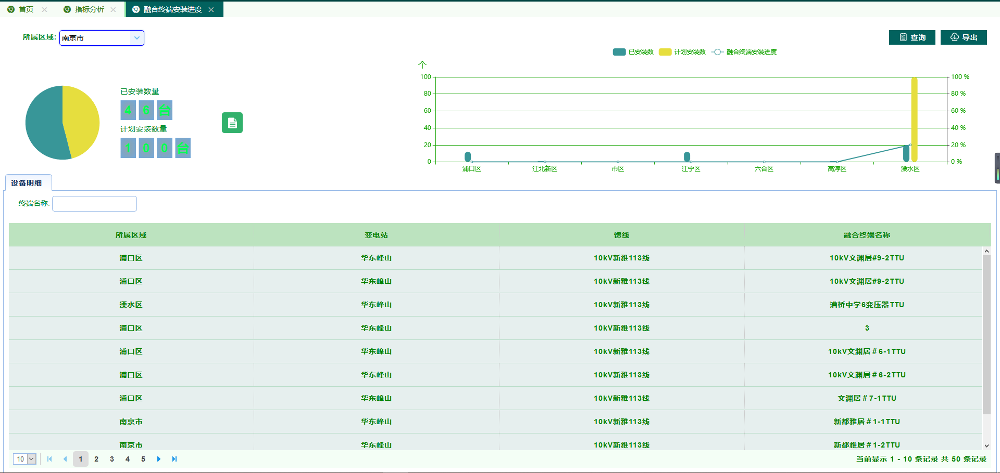 首页 指标分析 融合终端安装进度
所属区域: 南京市 查询 导出
已安装数 计划安装数 融合终端安装进度
个
100 100 %
80 80 %
60 60 %
40 40 %
20 20 %
0 0 %
浦口区 江北新区 市区 江宁区 六合区 高淳区 溧水区
已安装数量
4 6 台
计划安装数量
1 0 0 台
设备明细
终端名称:
所属区域 变电站 馈线 融合终端名称
浦口区 华东峰山 10kV新雅113线 10kV文渊居#9-2TTU
浦口区 华东峰山 10kV新雅113线 10kV文渊居#9-2TTU
溧水区 华东峰山 10kV新雅113线 漕桥中学6变压器TTU
浦口区 华东峰山 10kV新雅113线 3
浦口区 华东峰山 10kV新雅113线 10kV文渊居＃6-1TTU
浦口区 华东峰山 10kV新雅113线 10kV文渊居＃6-2TTU
浦口区 华东峰山 10kV新雅113线 文渊居＃7-1TTU
南京市 华东峰山 10kV新雅113线 新都雅居＃1-1TTU
南京市 华东峰山 10kV新雅113线 新都雅居＃1-2TTU
10 1 2 3 4 5 当前显示 1 - 10 条记录 共 50 条记录